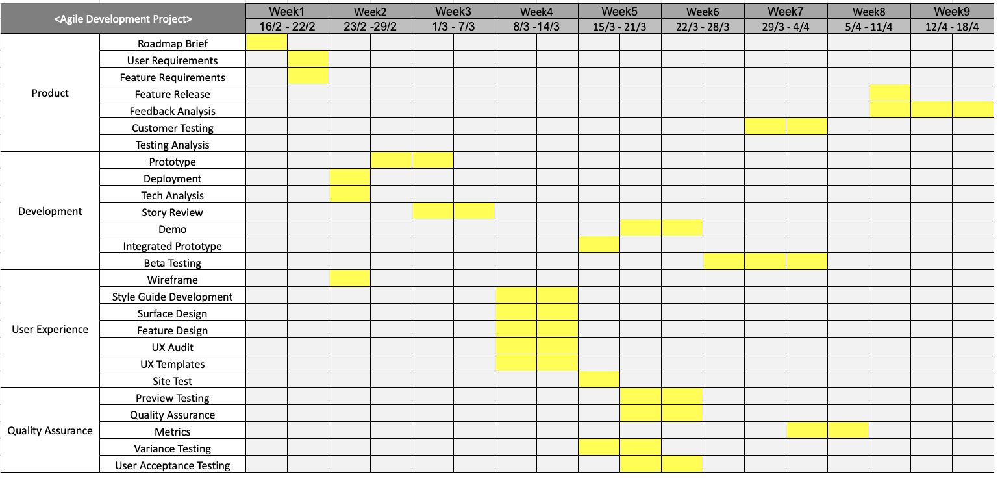 <Agile Development Project>
Week1 Week2 Week3 Week4 Week5 Week6 Week7 Week8 Week9
16/2 - 22/2 23/2 -29/2 1/3 - 7/3 8/3 -14/3 15/3 - 21/3 22/3 - 28/3 29/3 - 4/4 5/4 - 11/4 12/4 - 18/4
Product
Roadmap Brief
User Requirements
Feature Requirements
Feature Release
Feedback Analysis
Customer Testing
Testing Analysis
Development
Prototype
Deployment
Tech Analysis
Story Review
Demo
Integrated Prototype
Beta Testing
User Experience
Wireframe
Style Guide Development
Surface Design
Feature Design
UX Audit
UX Templates
Site Test
Quality Assurance
Preview Testing
Quality Assurance
Metrics
Variance Testing
User Acceptance Testing